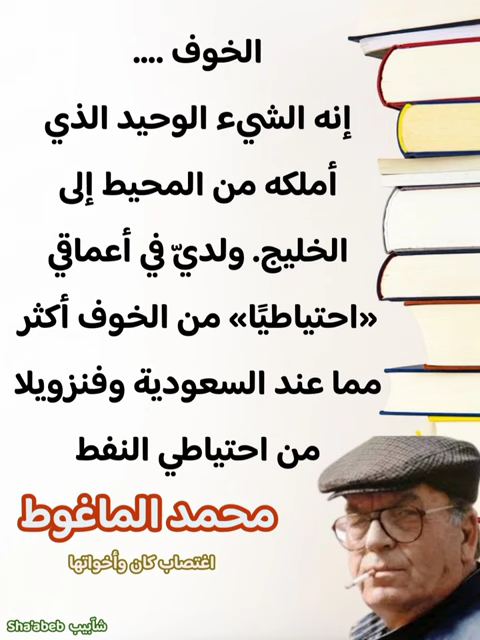 الخوف ....
إنه الشيء الوحيد الذي
أملكه من المحيط إلى
الخليج. ولديّ في أعماقي
«احتياطيًا» من الخوف أكثر
مما عند السعودية وفنزويلا
من احتياطي النفط
محمد الماغوط
اغتصاب كان وأخواتها
شآبيب Sha'abeb